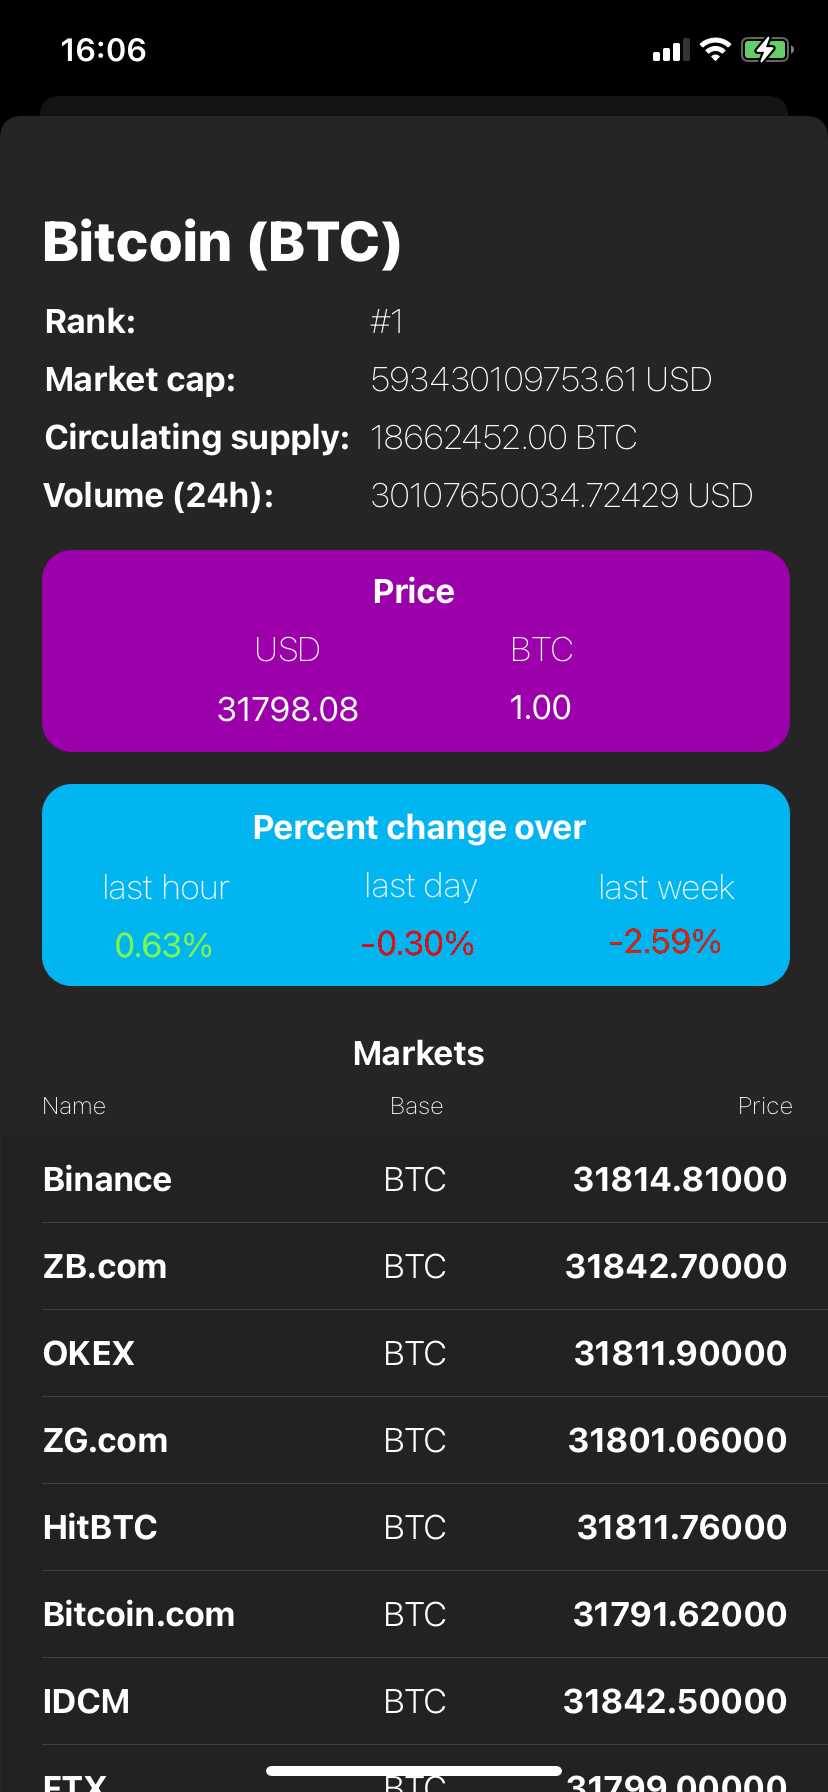 16:06
Bitcoin (BTC)
Rank: #1
Market cap: 593430109753.61 USD
Circulating supply: 18662452.00 BTC
Volume (24h): 30107650034.72429 USD
Price
USD BTC
31798.08 1.00
Percent change over
last hour last day last week
0.63% -0.30% -2.59%
Markets
Name Base Price
Binance BTC 31814.81000
ZB.com BTC 31842.70000
OKEX BTC 31811.90000
ZG.com BTC 31801.06000
HitBTC BTC 31811.76000
Bitcoin.com BTC 31791.62000
IDCM BTC 31842.50000
FTX BTC 31799.00000